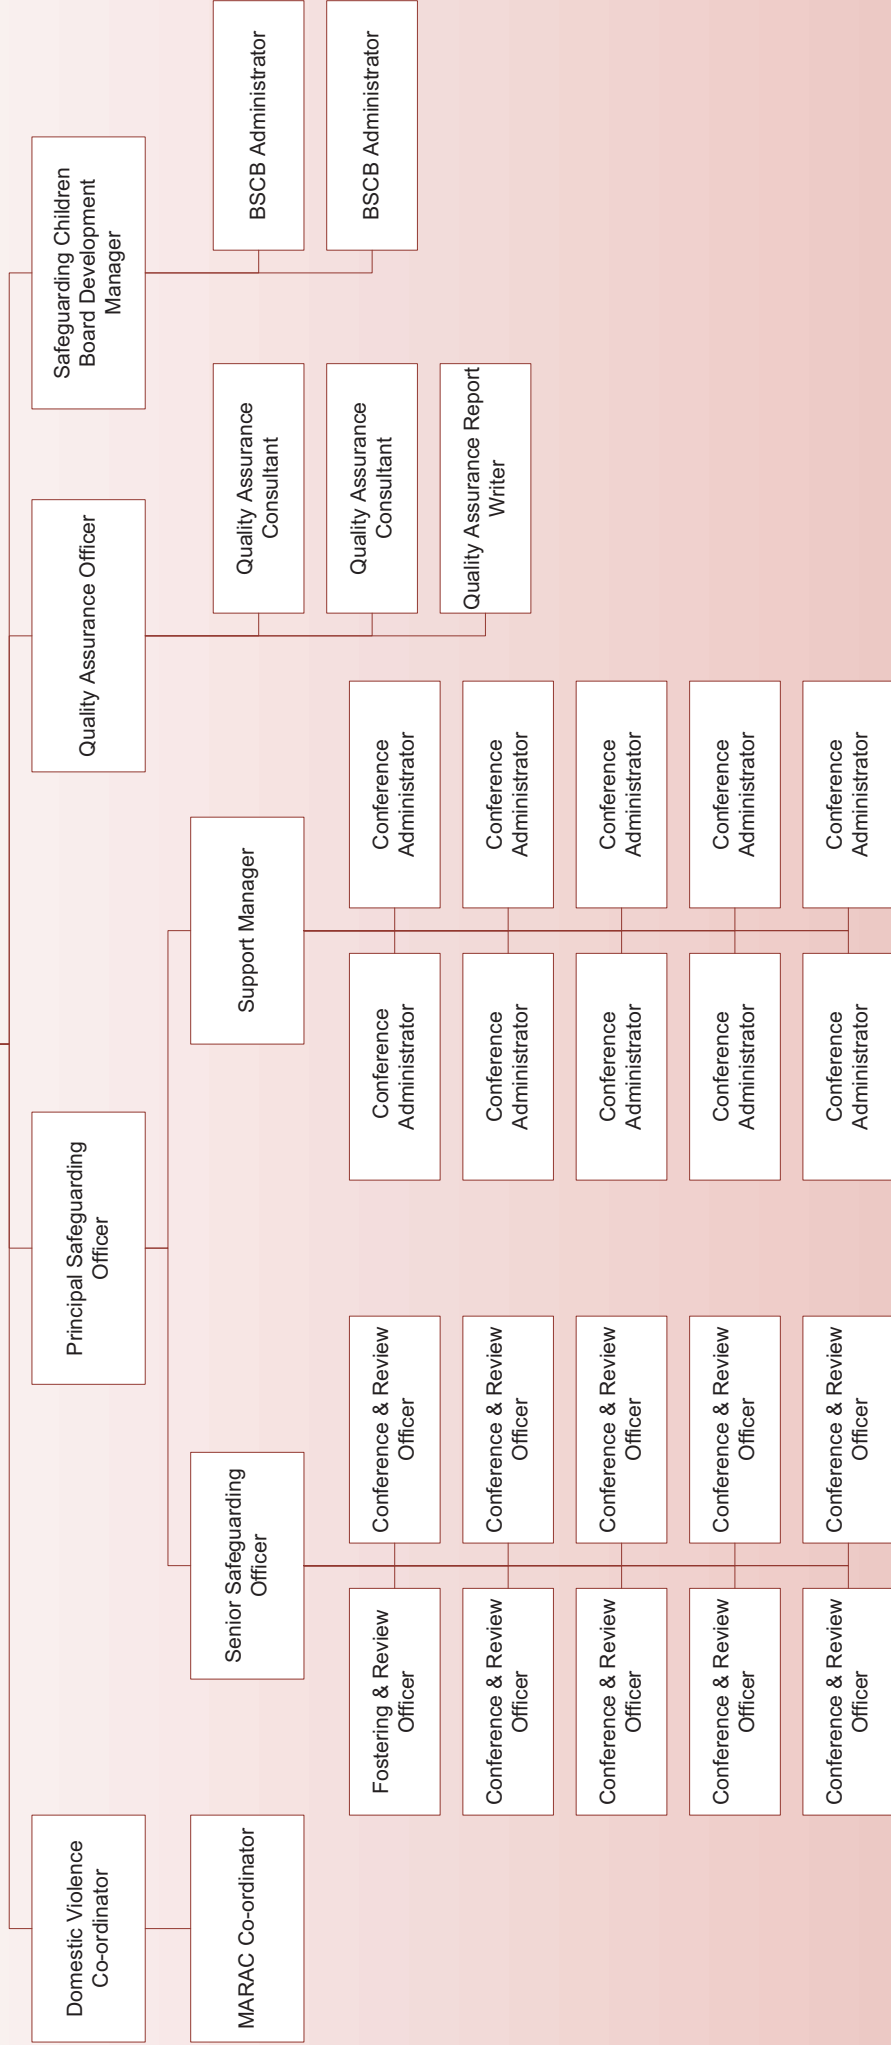 Domestic Violence
Co-ordinator
Principal Safeguarding
Officer
Quality Assurance Officer
Safeguarding Children
Board Development
Manager
MARAC Co-ordinator
Senior Safeguarding
Officer
Support Manager
Quality Assurance
Consultant
BSCB Administrator
Quality Assurance
Consultant
BSCB Administrator
Quality Assurance Report
Writer
Fostering & Review
Officer
Conference & Review
Officer
Conference
Administrator
Conference
Administrator
Conference & Review
Officer
Conference & Review
Officer
Conference
Administrator
Conference
Administrator
Conference & Review
Officer
Conference & Review
Officer
Conference
Administrator
Conference
Administrator
Conference & Review
Officer
Conference & Review
Officer
Conference
Administrator
Conference
Administrator
Conference & Review
Officer
Conference & Review
Officer
Conference
Administrator
Conference
Administrator